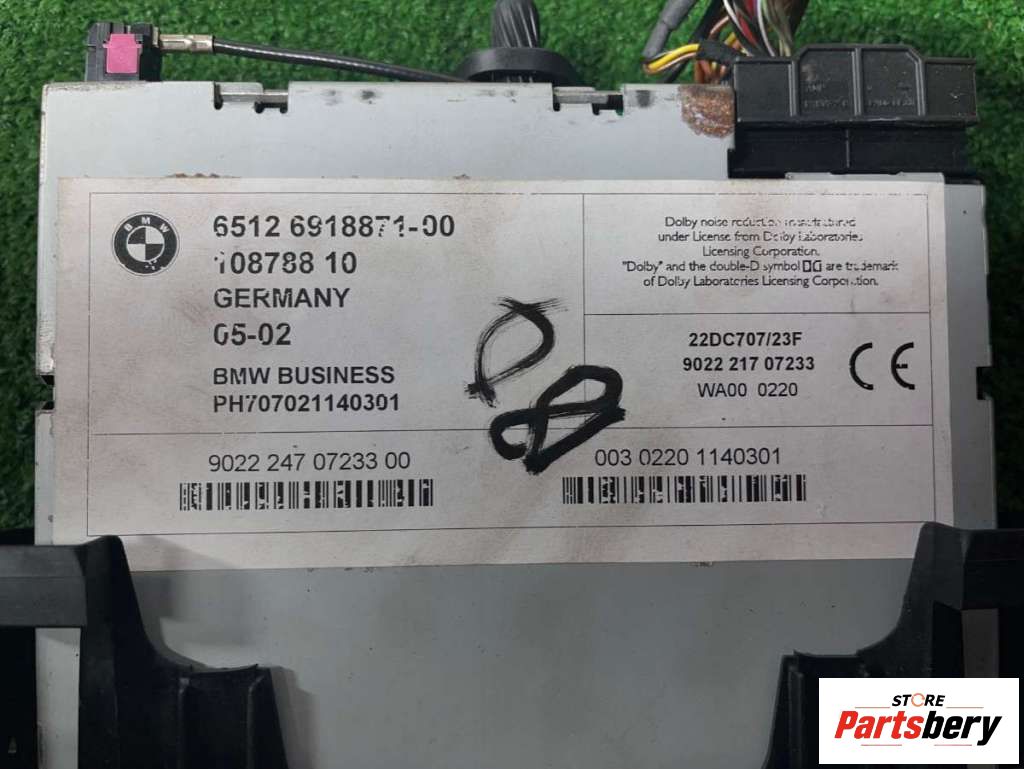 BMW
6512 6918871-00
108788 10
GERMANY
05-02
BMW BUSINESS
PH707021140301
Dolby noise reduction manufactured
under License from Dolby Laboratories
Licensing Corporation.
"Dolby" and the double-D symbol are trademark
of Dolby Laboratories Licensing Corporation.
22DC707/23F
9022 217 07233
WA00 0220
CE
9022 247 07233 00
003 0220 1140301
STORE
Partsbery